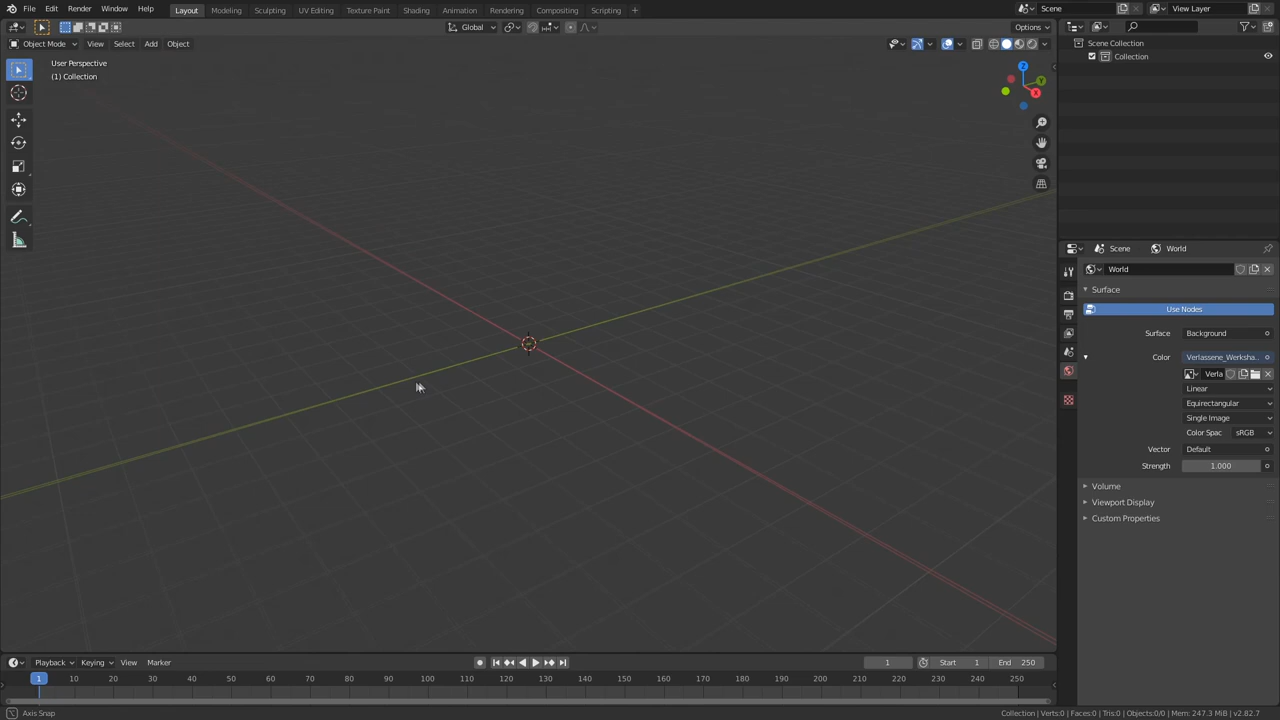 File Edit Render Window Help Layout Modeling Sculpting UV Editing Texture Paint Shading Animation Rendering Compositing Scripting + Scene View Layer
Global Options
Object Mode View Select Add Object
User Perspective
(1) Collection
Z
Y
X
Scene Collection
Collection
Scene World
World
Surface
Use Nodes
Surface Background
Color Verlassene_Werksha..
Verla
Linear
Equirectangular
Single Image
Color Spac sRGB
Vector Default
Strength 1.000
Volume
Viewport Display
Custom Properties
Playback Keying View Marker 1 Start 1 End 250
1 10 20 30 40 50 60 70 80 90 100 110 120 130 140 150 160 170 180 190 200 210 220 230 240 250
Axis Snap Collection | Verts:0 | Faces:0 | Tris:0 | Objects:0/0 | Mem: 247.3 MiB | v2.82.7